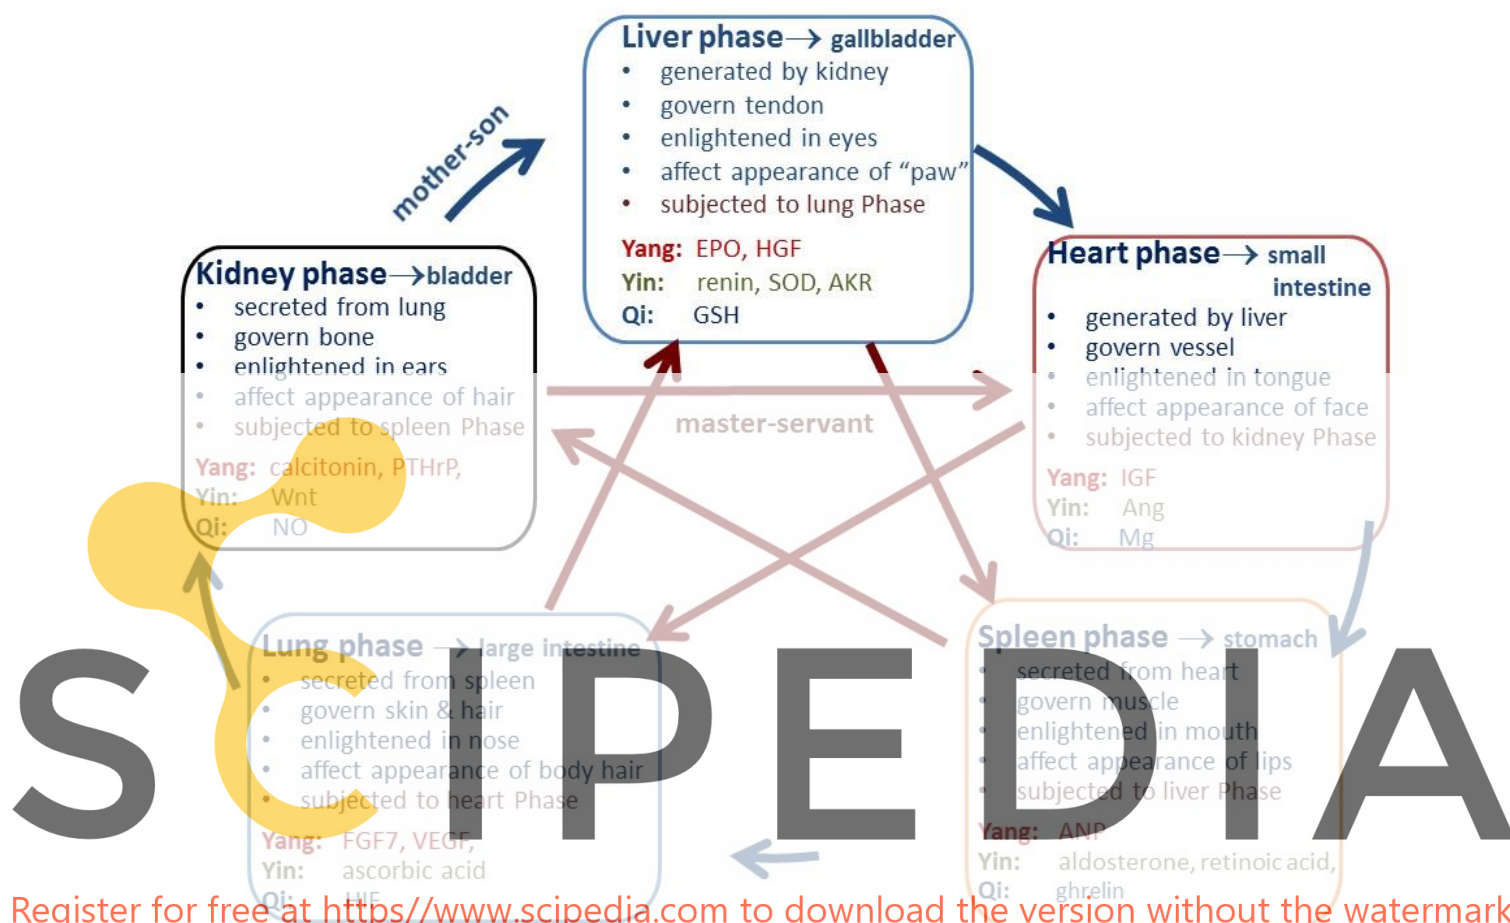 Liver phase→ gallbladder
• generated by kidney
• govern tendon
• enlightened in eyes
• affect appearance of “paw”
• subjected to lung Phase
Yang: EPO, HGF
Yin: renin, SOD, AKR
Qi: GSH
mother-son
Kidney phase→bladder
• secreted from lung
• govern bone
• enlightened in ears
• affect appearance of hair
• subjected to spleen Phase
Yang: calcitonin, PTHrP,
Yin: Wnt
Qi: NO
Heart phase→ small
intestine
• generated by liver
• govern vessel
• enlightened in tongue
• affect appearance of face
• subjected to kidney Phase
Yang: IGF
Yin: Ang
Qi: Mg
master-servant
Lung phase → large intestine
• secreted from spleen
• govern skin & hair
• enlightened in nose
• affect appearance of body hair
• subjected to heart Phase
Yang: FGF7, VEGF,
Yin: ascorbic acid
Qi: HIF
Spleen phase → stomach
• secreted from heart
• govern muscle
• enlightened in mouth
• affect appearance of lips
• subjected to liver Phase
Yang: ANP
Yin: aldosterone, retinoic acid,
Qi: ghrelin
SCIPEDIA
Register for free at https//www.scipedia.com to download the version without the watermark